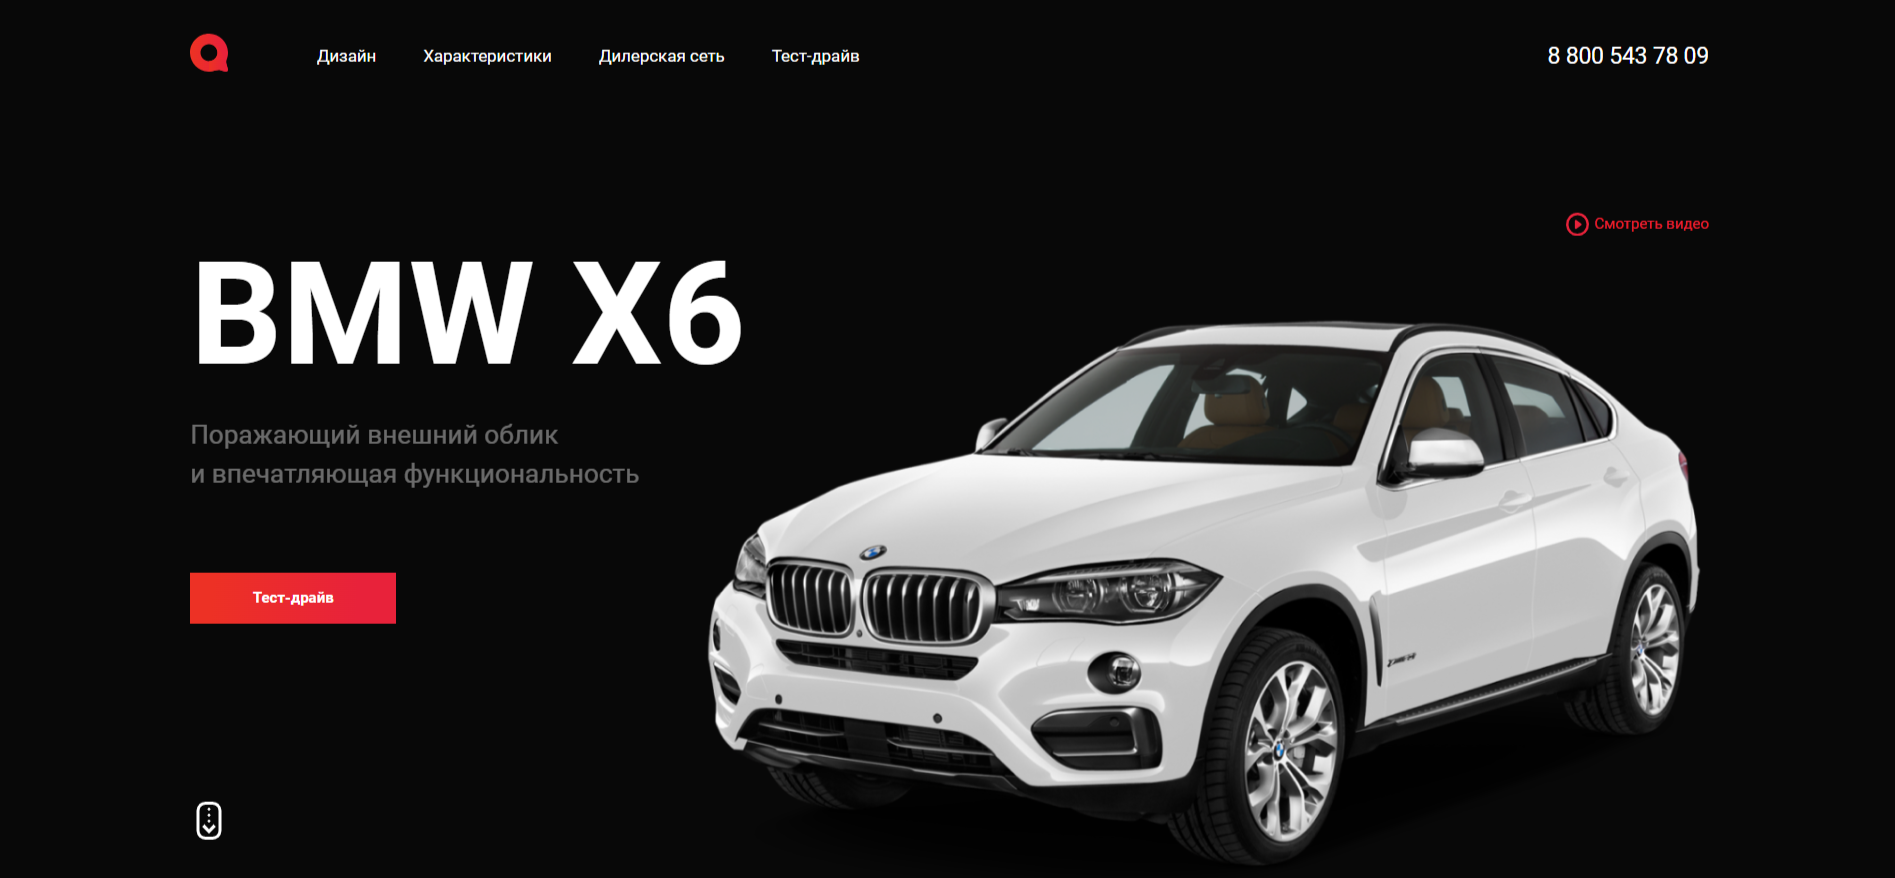 Дизайн
Характеристики
Дилерская сеть
Тест-драйв
8 800 543 78 09
Смотреть видео
BMW X6
Поражающий внешний облик
и впечатляющая функциональность
Тест-драйв